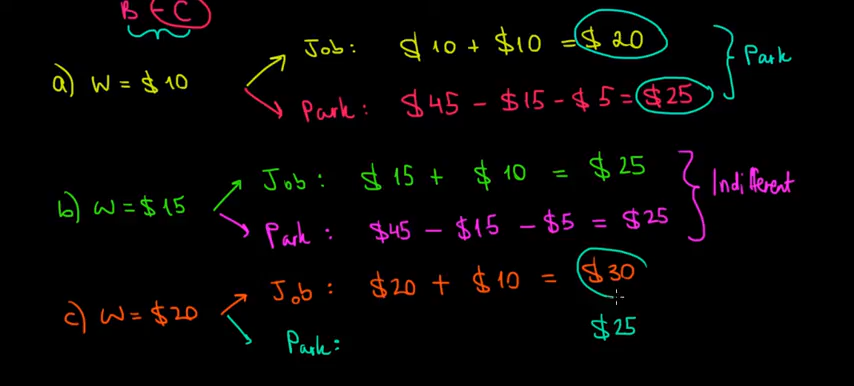 B - C
Job: $10 + $10 = $20
a) W = $10
Park
Park: $45 - $15 - $5 = $25
Job: $15 + $10 = $25
b) W = $15
Indifferent
Park: $45 - $15 - $5 = $25
Job: $20 + $10 = $30
c) W = $20
Park: $25